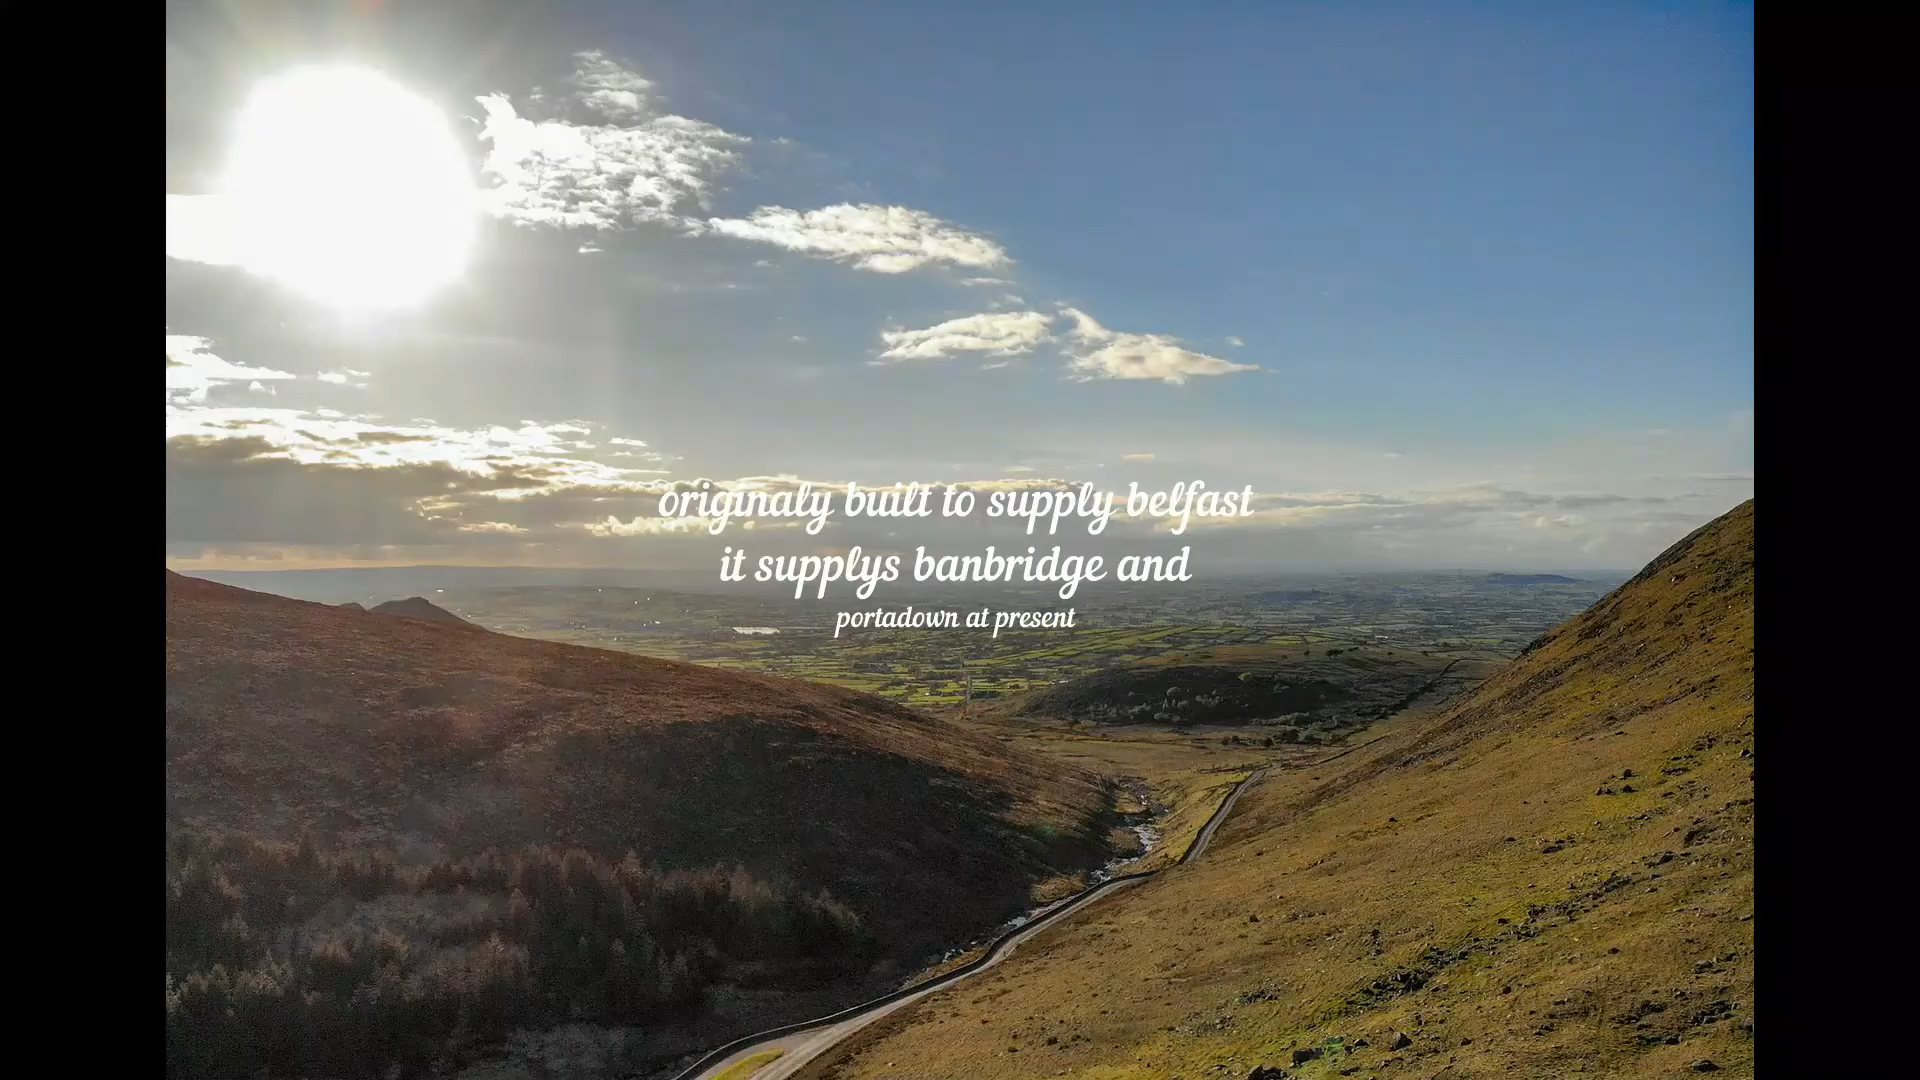 originaly built to supply belfast
it supplys banbridge and
portadown at present